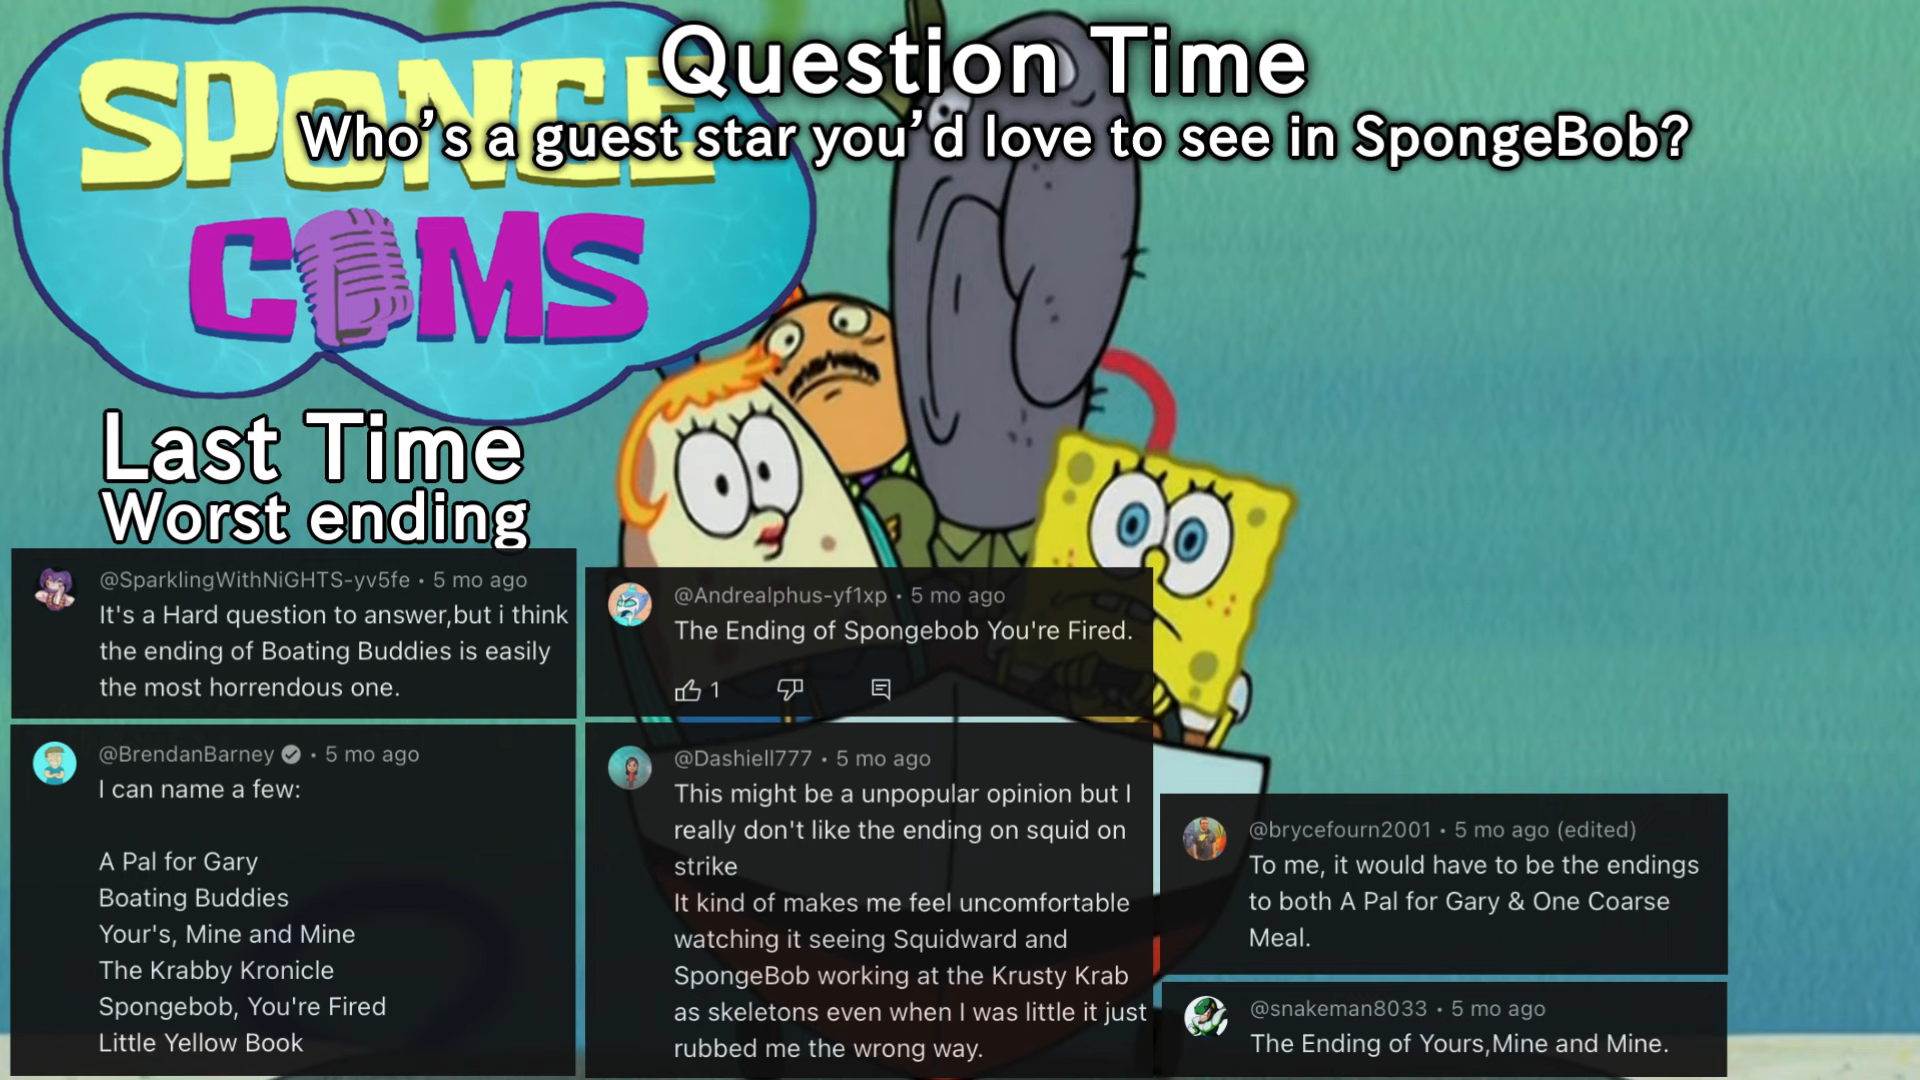 SPONGE
COMS
Question Time
Who's a guest star you'd love to see in SpongeBob?
Last Time
Worst ending
@SparklingWithNiGHTS-yv5fe • 5 mo ago
It's a Hard question to answer,but i think
the ending of Boating Buddies is easily
the most horrendous one.
@BrendanBarney • 5 mo ago
I can name a few:
A Pal for Gary
Boating Buddies
Your's, Mine and Mine
The Krabby Kronicle
Spongebob, You're Fired
Little Yellow Book
@Andrealphus-yf1xp • 5 mo ago
The Ending of Spongebob You're Fired.
1
@Dashiell777 • 5 mo ago
This might be a unpopular opinion but I
really don't like the ending on squid on
strike
It kind of makes me feel uncomfortable
watching it seeing Squidward and
SpongeBob working at the Krusty Krab
as skeletons even when I was little it just
rubbed me the wrong way.
@brycefourn2001 • 5 mo ago (edited)
To me, it would have to be the endings
to both A Pal for Gary & One Coarse
Meal.
@snakeman8033 • 5 mo ago
The Ending of Yours,Mine and Mine.